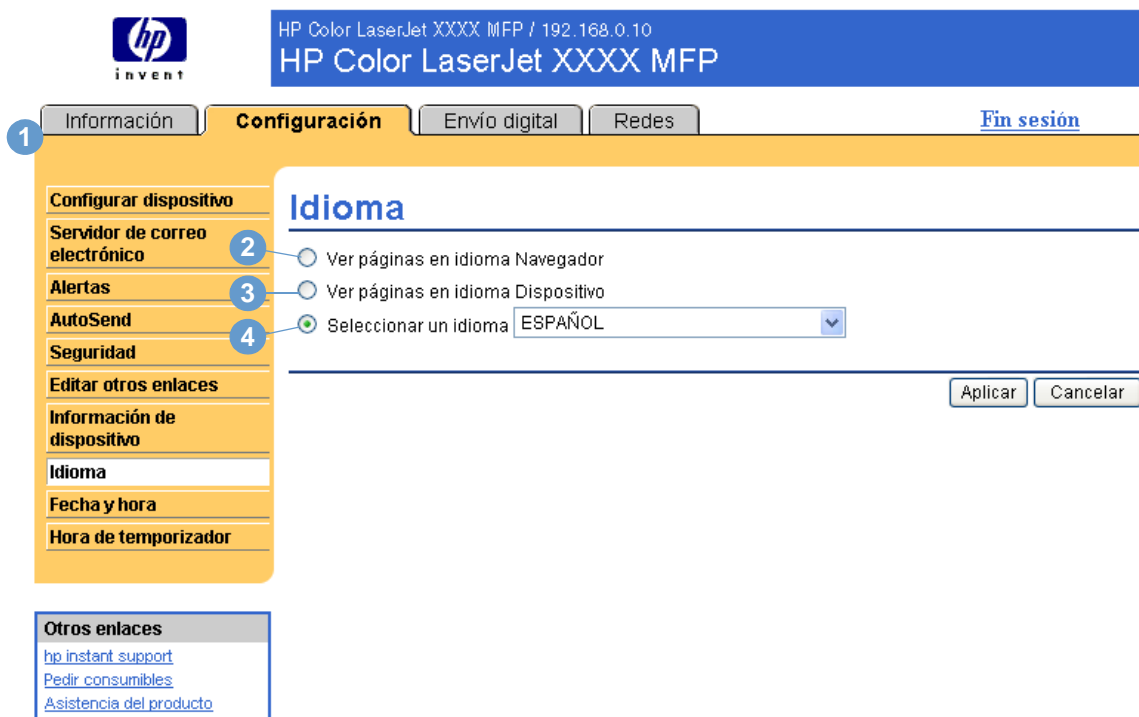 hp
invent
HP Color LaserJet XXXX MFP / 192.168.0.10
HP Color LaserJet XXXX MFP
1
Información
Configuración
Envío digital
Redes
Fin sesión
Configurar dispositivo
Servidor de correo
electrónico
Alertas
AutoSend
Seguridad
Editar otros enlaces
Información de
dispositivo
Idioma
Fecha y hora
Hora de temporizador
Idioma
2
Ver páginas en idioma Navegador
3
Ver páginas en idioma Dispositivo
4
Seleccionar un idioma ESPAÑOL
Aplicar
Cancelar
Otros enlaces
hp instant support
Pedir consumibles
Asistencia del producto